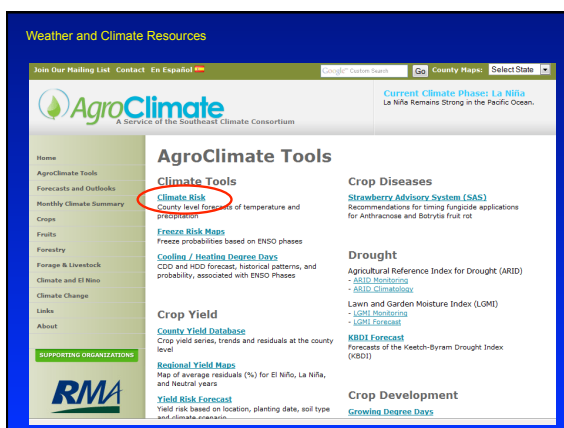 Weather and Climate Resources
Join Our Mailing List Contact En Español
Google™ Custom Search Go County Maps: Select State
AgroClimate
A Service of the Southeast Climate Consortium
Current Climate Phase: La Niña
La Niña Remains Strong in the Pacific Ocean.
Home
AgroClimate Tools
Forecasts and Outlooks
Monthly Climate Summary
Crops
Fruits
Forestry
Forage & Livestock
Climate and El Nino
Climate Change
Links
About
SUPPORTING ORGANIZATIONS
RMA
AgroClimate Tools
Climate Tools
Climate Risk
County level forecasts of temperature and
precipitation
Freeze Risk Maps
Freeze probabilities based on ENSO phases
Cooling / Heating Degree Days
CDD and HDD forecast, historical patterns, and
probability, associated with ENSO Phases
Crop Yield
County Yield Database
Crop yield series, trends and residuals at the county
level
Regional Yield Maps
Map of average residuals (%) for El Niño, La Niña,
and Neutral years
Yield Risk Forecast
Yield risk based on location, planting date, soil type
and climate scenario
Crop Diseases
Strawberry Advisory System (SAS)
Recommendations for timing fungicide applications
for Anthracnose and Botrytis fruit rot
Drought
Agricultural Reference Index for Drought (ARID)
- ARID Monitoring
- ARID Climatology
Lawn and Garden Moisture Index (LGMI)
- LGMI Monitoring
- LGMI Forecast
KBDI Forecast
Forecasts of the Keetch-Byram Drought Index
(KBDI)
Crop Development
Growing Degree Days